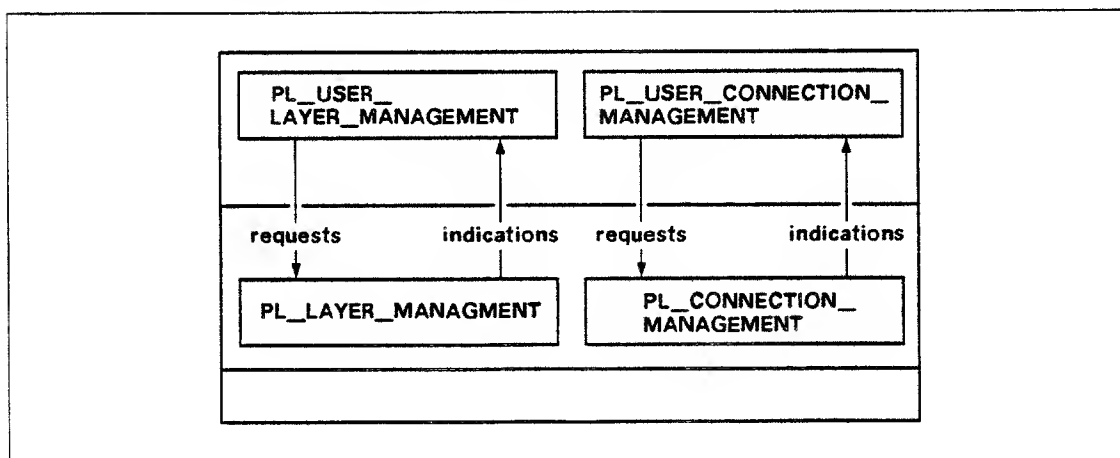 PL_USER_
LAYER_MANAGEMENT
PL_USER_CONNECTION_
MANAGEMENT
requests
indications
requests
indications
PL_LAYER_MANAGMENT
PL_CONNECTION_
MANAGEMENT